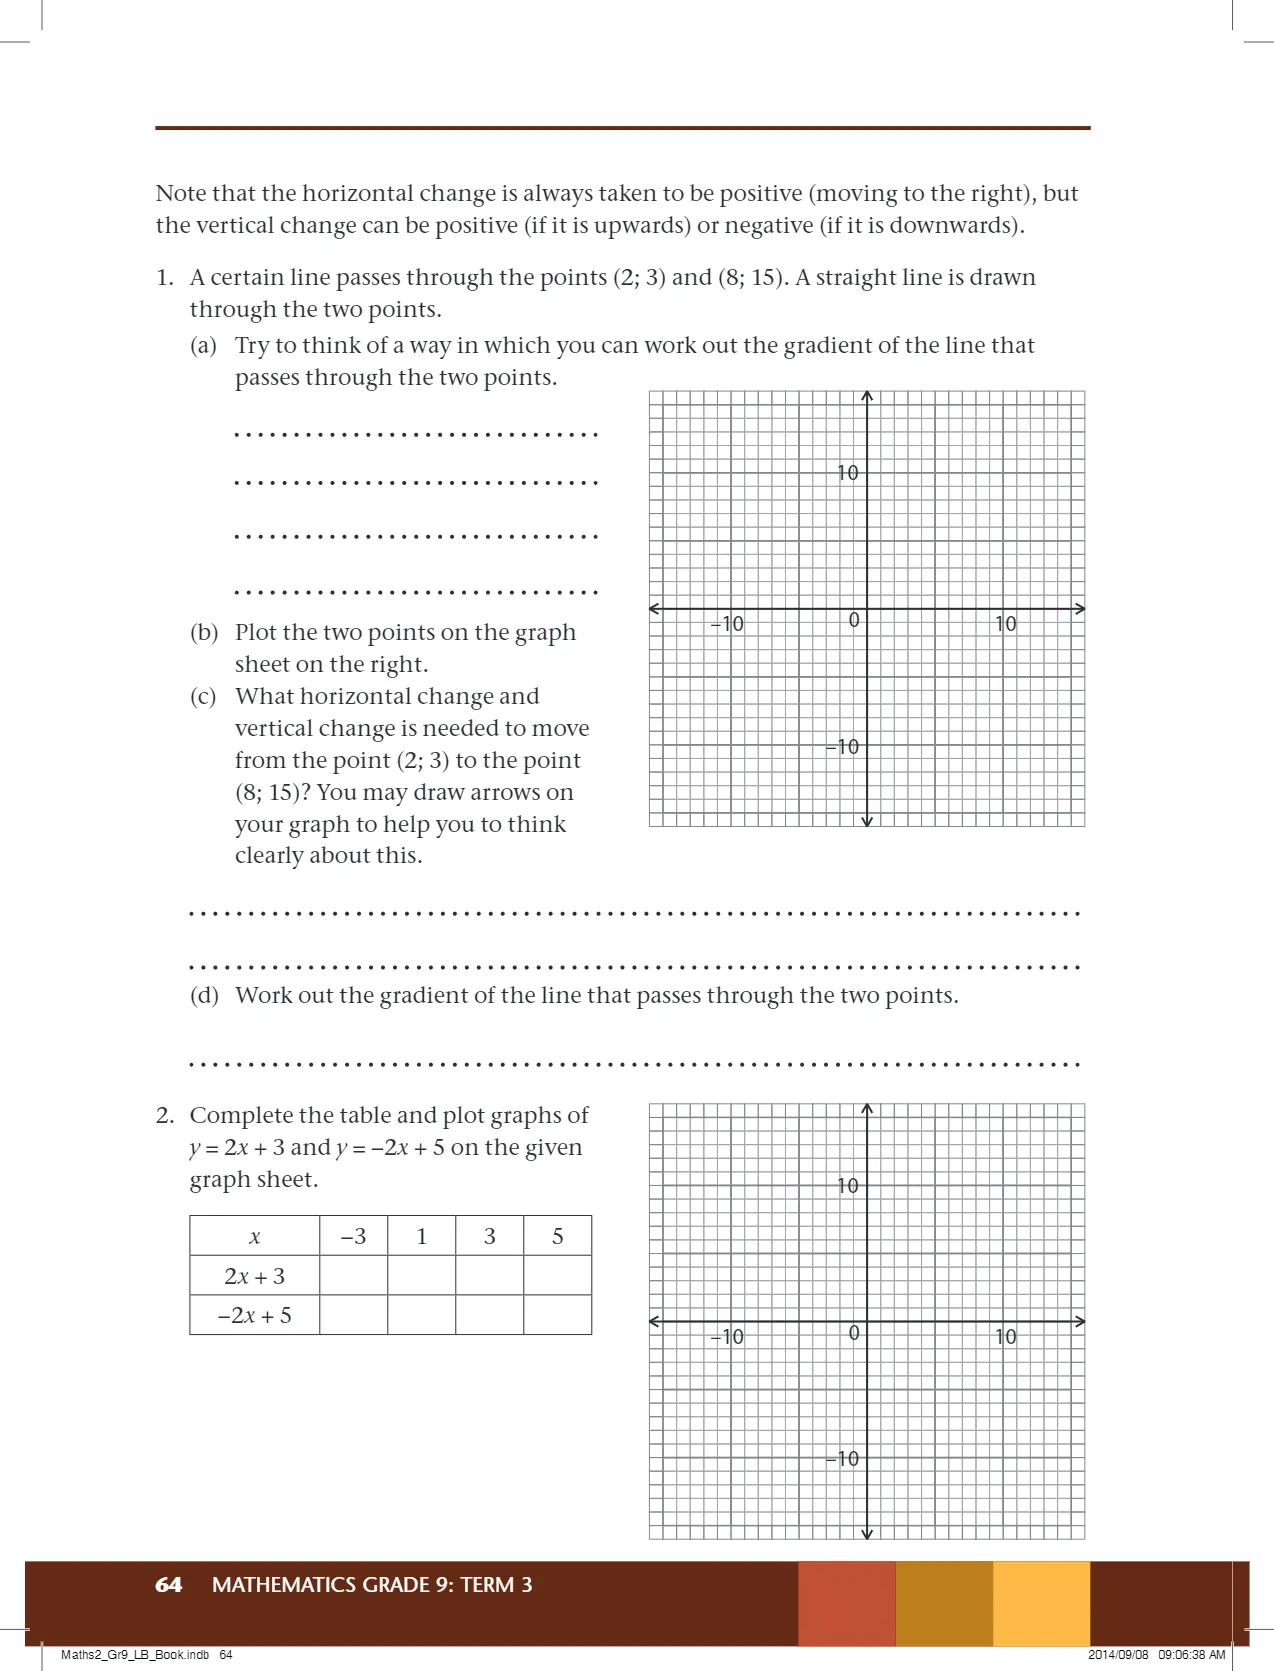 Note that the horizontal change is always taken to be positive (moving to the right), but
the vertical change can be positive (if it is upwards) or negative (if it is downwards).
1. A certain line passes through the points (2; 3) and (8; 15). A straight line is drawn
through the two points.
(a) Try to think of a way in which you can work out the gradient of the line that
passes through the two points.
10
–10 0 10
–10
(b) Plot the two points on the graph
sheet on the right.
(c) What horizontal change and
vertical change is needed to move
from the point (2; 3) to the point
(8; 15)? You may draw arrows on
your graph to help you to think
clearly about this.
(d) Work out the gradient of the line that passes through the two points.
2. Complete the table and plot graphs of
y = 2x + 3 and y = –2x + 5 on the given
graph sheet.
x –3 1 3 5
2x + 3
–2x + 5
10
–10 0 10
–10
64 MATHEMATICS GRADE 9: TERM 3
Maths2_Gr9_LB_Book.indb 64
2014/09/08 09:06:38 AM